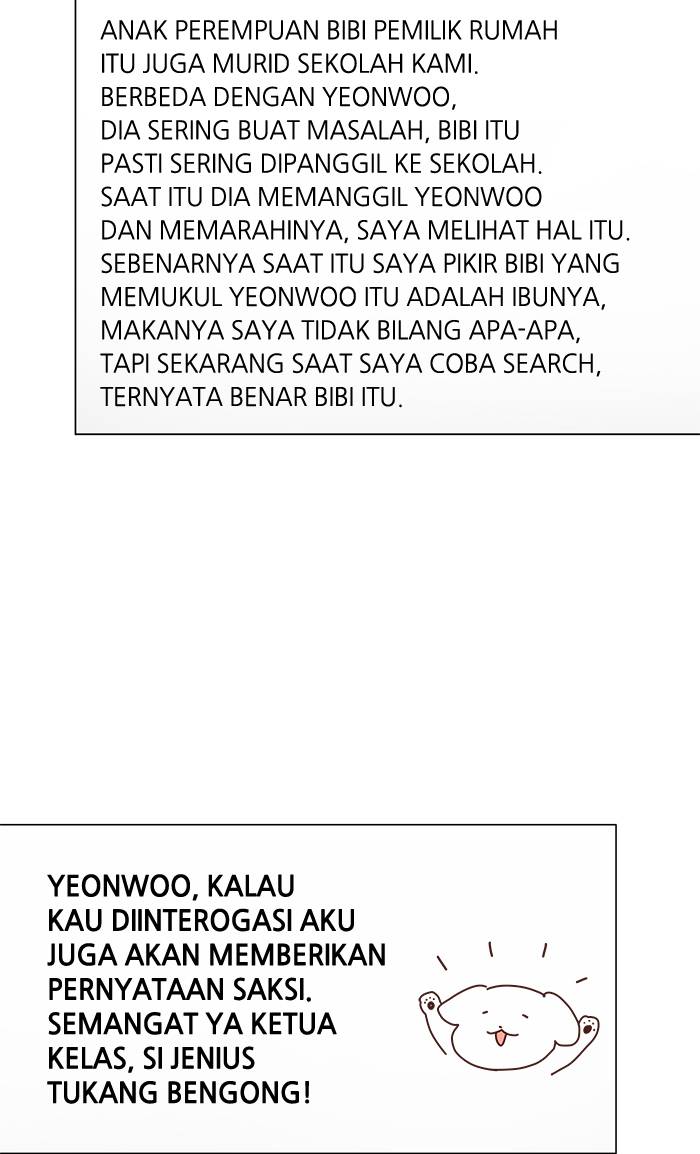 ANAK PEREMPUAN BIBI PEMILIK RUMAH
ITU JUGA MURID SEKOLAH KAMI.
BERBEDA DENGAN YEONWOO,
DIA SERING BUAT MASALAH, BIBI ITU
PASTI SERING DIPANGGIL KE SEKOLAH.
SAAT ITU DIA MEMANGGIL YEONWOO
DAN MEMARAHINYA, SAYA MELIHAT HAL ITU.
SEBENARNYA SAAT ITU SAYA PIKIR BIBI YANG
MEMUKUL YEONWOO ITU ADALAH IBUNYA,
MAKANYA SAYA TIDAK BILANG APA-APA,
TAPI SEKARANG SAAT SAYA COBA SEARCH,
TERNYATA BENAR BIBI ITU.
YEONWOO, KALAU
KAU DIINTEROGASI AKU
JUGA AKAN MEMBERIKAN
PERNYATAAN SAKSI.
SEMANGAT YA KETUA
KELAS, SI JENIUS
TUKANG BENGONG!